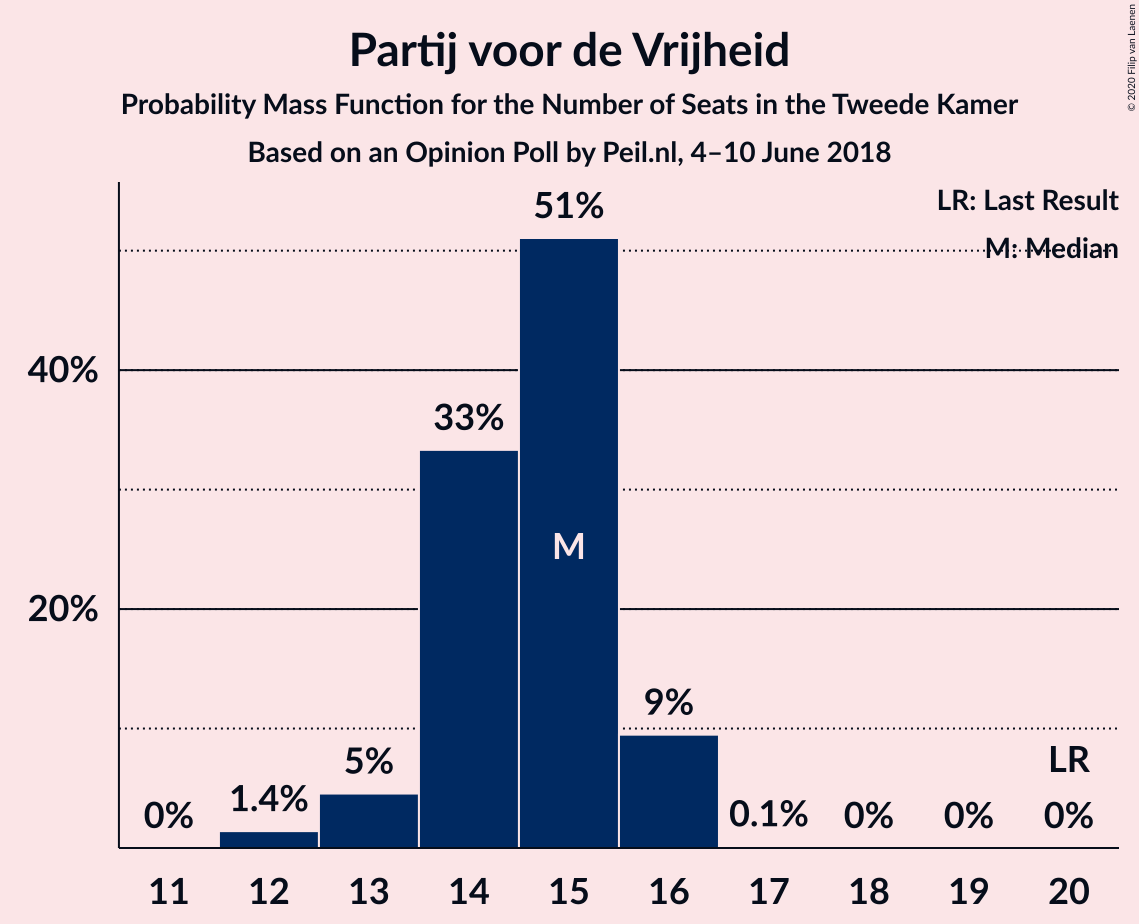 Partij voor de Vrijheid
Probability Mass Function for the Number of Seats in the Tweede Kamer
Based on an Opinion Poll by Peil.nl, 4–10 June 2018
© 2020 Filip van Laenen
LR: Last Result
M: Median
51%
40%
33%
M
20%
9%
5%
LR
1.4%
0%
0.1%
0%
0%
0%
11 12 13 14 15 16 17 18 19 20